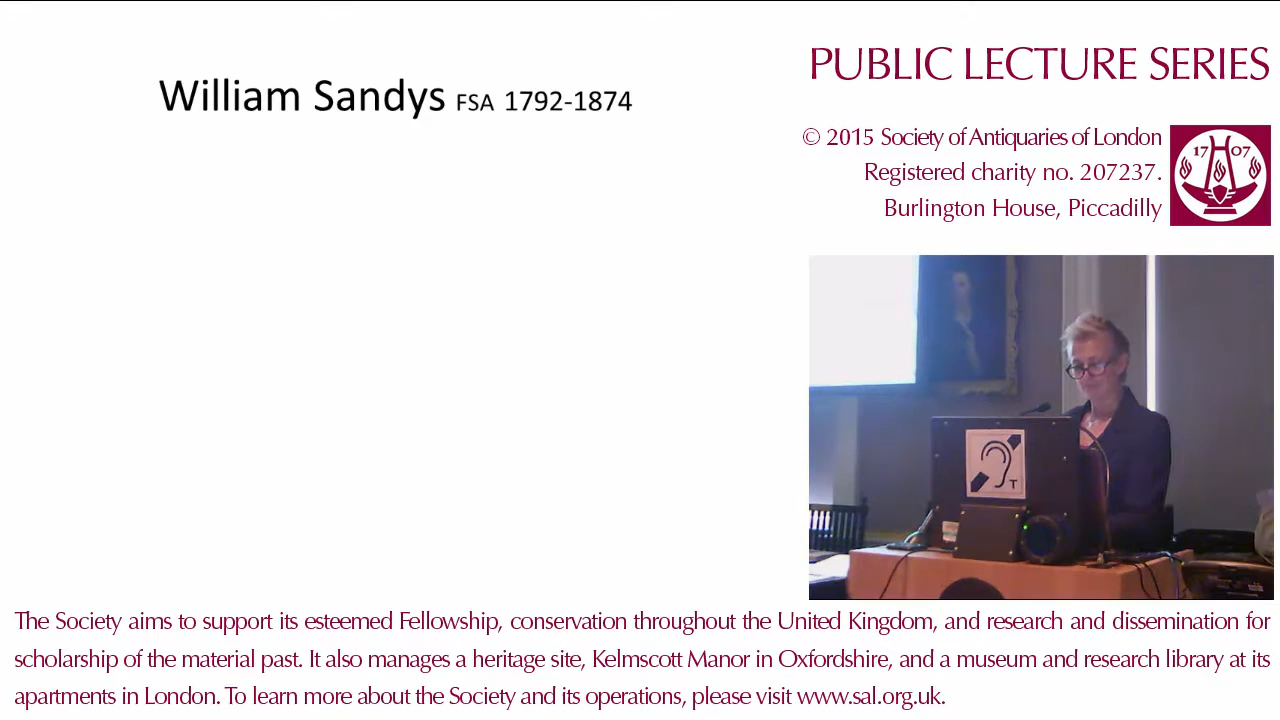 William Sandys FSA 1792-1874
PUBLIC LECTURE SERIES
© 2015 Society of Antiquaries of London
Registered charity no. 207237.
Burlington House, Piccadilly
1707
T
The Society aims to support its esteemed Fellowship, conservation throughout the United Kingdom, and research and dissemination for
scholarship of the material past. It also manages a heritage site, Kelmscott Manor in Oxfordshire, and a museum and research library at its
apartments in London. To learn more about the Society and its operations, please visit www.sal.org.uk.